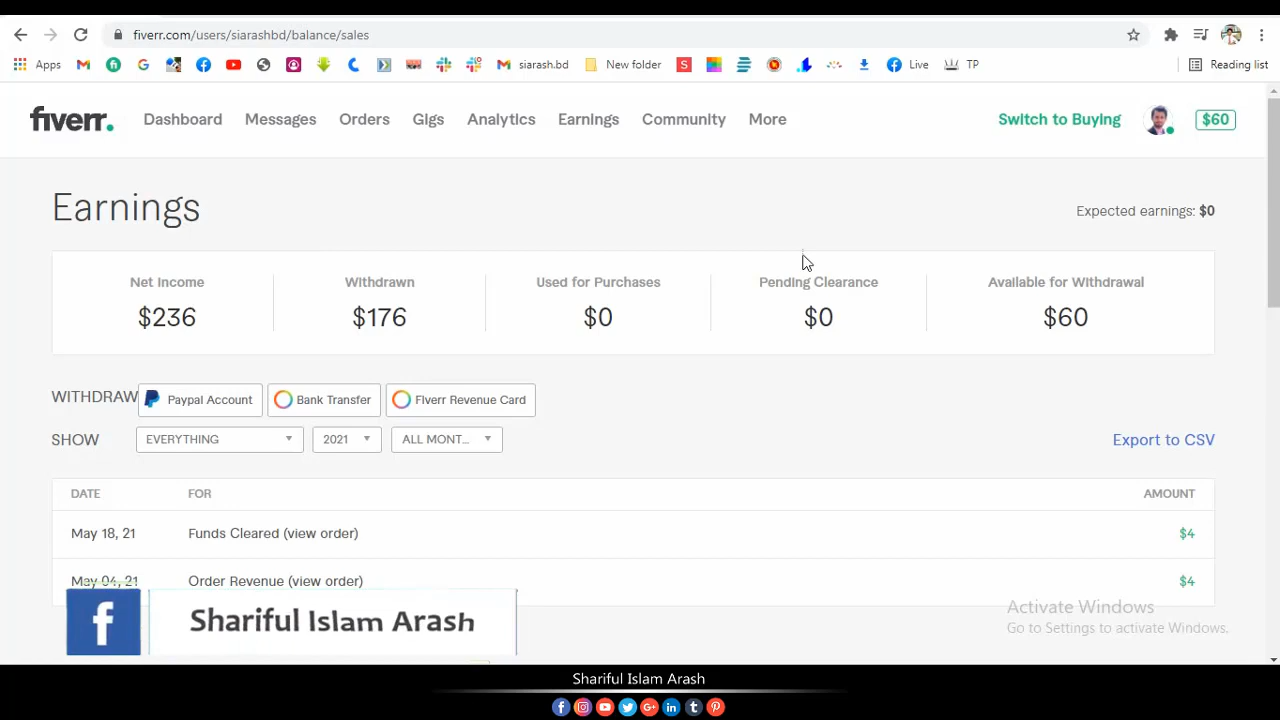 fiverr.com/users/siarashbd/balance/sales
Apps siarash.bd New folder Live TP Reading list
fiverr. Dashboard Messages Orders Gigs Analytics Earnings Community More Switch to Buying $60
Earnings
Expected earnings: $0
Net Income Withdrawn Used for Purchases Pending Clearance Available for Withdrawal
$236 $176 $0 $0 $60
WITHDRAW Paypal Account Bank Transfer Fiverr Revenue Card
SHOW EVERYTHING 2021 ALL MONT... Export to CSV
DATE FOR AMOUNT
May 18, 21 Funds Cleared (view order) $4
May 04, 21 Order Revenue (view order) $4
f Shariful Islam Arash
Activate Windows
Go to Settings to activate Windows.
Shariful Islam Arash